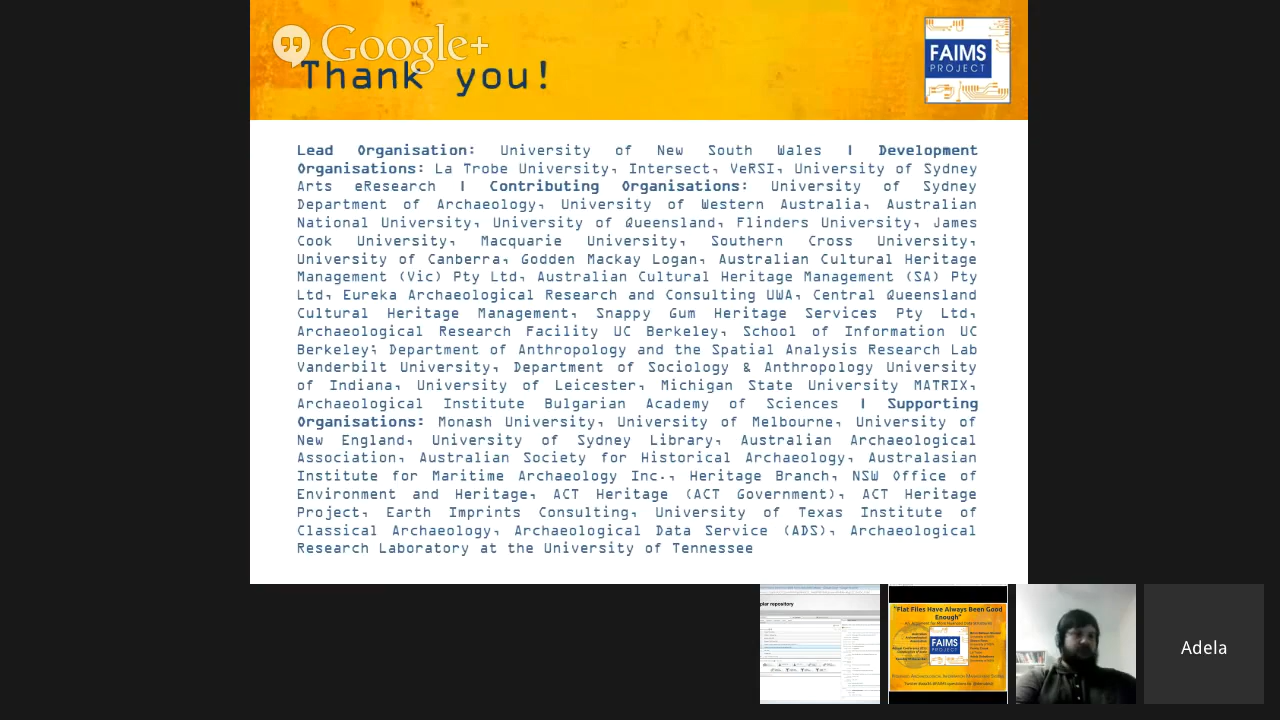 Google+
Thank you!
FAIMS
PROJECT
Lead Organisation: University of New South Wales | Development
Organisations: La Trobe University, Intersect, VeRSI, University of Sydney
Arts eResearch | Contributing Organisations: University of Sydney
Department of Archaeology, University of Western Australia, Australian
National University, University of Queensland, Flinders University, James
Cook University, Macquarie University, Southern Cross University,
University of Canberra, Godden Mackay Logan, Australian Cultural Heritage
Management (Vic) Pty Ltd, Australian Cultural Heritage Management (SA) Pty
Ltd, Eureka Archaeological Research and Consulting UWA, Central Queensland
Cultural Heritage Management, Snappy Gum Heritage Services Pty Ltd,
Archaeological Research Facility UC Berkeley, School of Information UC
Berkeley; Department of Anthropology and the Spatial Analysis Research Lab
Vanderbilt University, Department of Sociology & Anthropology University
of Indiana, University of Leicester, Michigan State University MATRIX,
Archaeological Institute Bulgarian Academy of Sciences | Supporting
Organisations: Monash University, University of Melbourne, University of
New England, University of Sydney Library, Australian Archaeological
Association, Australian Society for Historical Archaeology, Australasian
Institute for Maritime Archaeology Inc., Heritage Branch, NSW Office of
Environment and Heritage, ACT Heritage (ACT Government), ACT Heritage
Project, Earth Imprints Consulting, University of Texas Institute of
Classical Archaeology, Archaeological Data Service (ADS), Archaeological
Research Laboratory at the University of Tennessee
repository
"Flat Files Have Always Been Good
Enough"
FAIMS
PROJECT
Adela